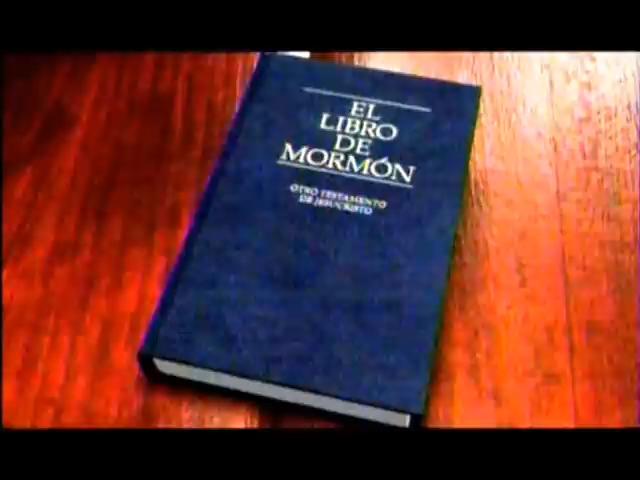 EL
LIBRO
DE
MORMÓN
OTRO TESTAMENTO
DE JESUCRISTO